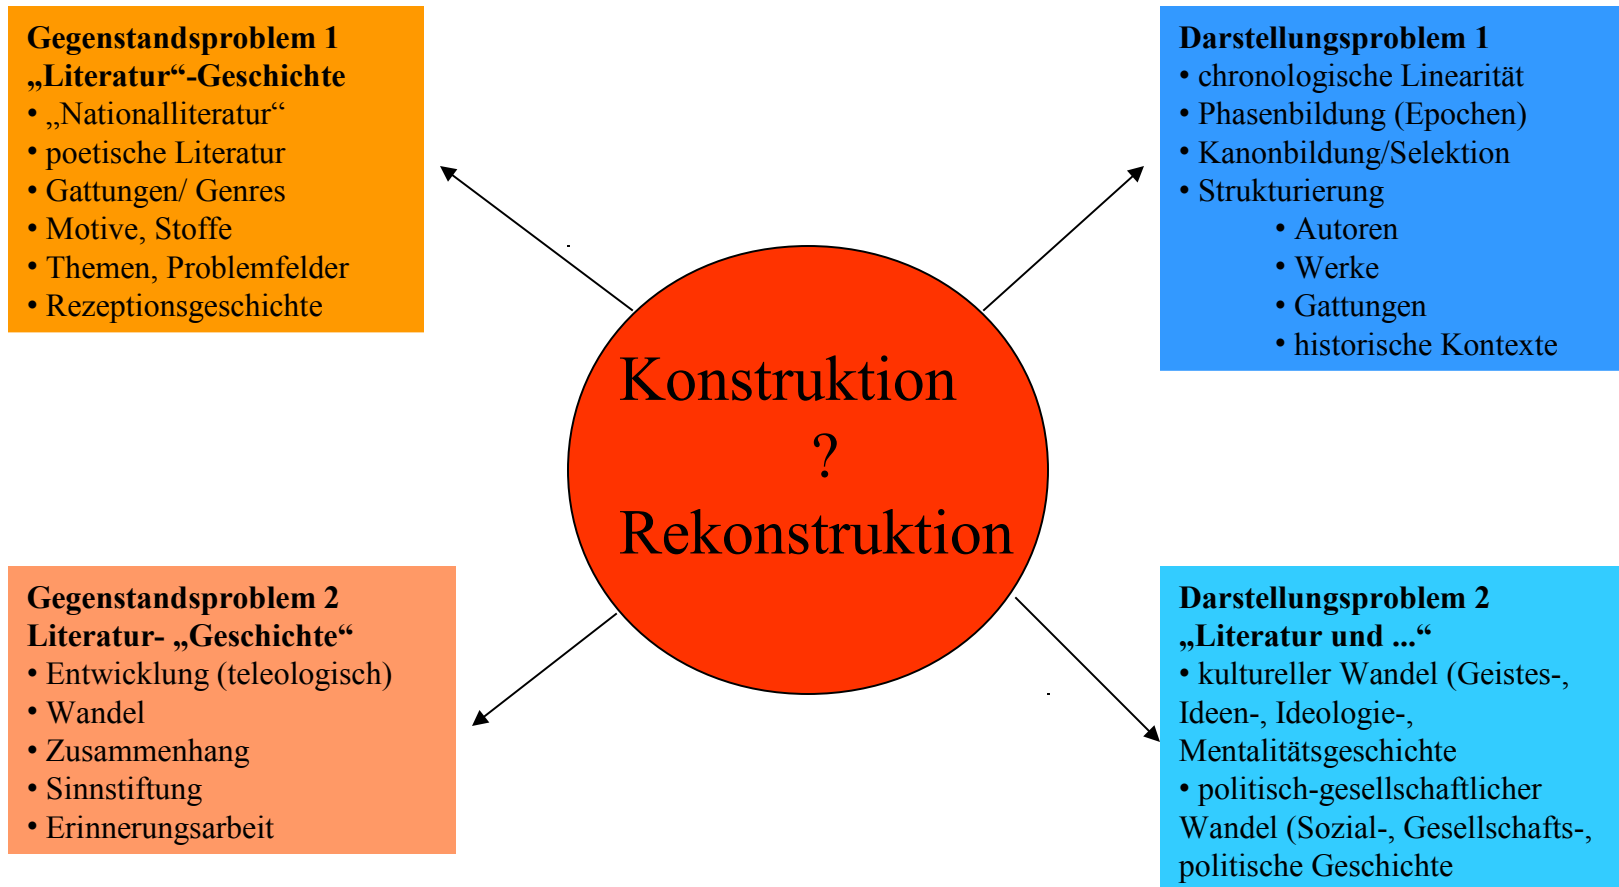 Gegenstandsproblem 1
„Literatur“-Geschichte
• „Nationalliteratur“
• poetische Literatur
• Gattungen/ Genres
• Motive, Stoffe
• Themen, Problemfelder
• Rezeptionsgeschichte
Darstellungsproblem 1
• chronologische Linearität
• Phasenbildung (Epochen)
• Kanonbildung/Selektion
• Strukturierung
• Autoren
• Werke
• Gattungen
• historische Kontexte
Konstruktion
?
Rekonstruktion
Gegenstandsproblem 2
Literatur- „Geschichte“
• Entwicklung (teleologisch)
• Wandel
• Zusammenhang
• Sinnstiftung
• Erinnerungsarbeit
Darstellungsproblem 2
„Literatur und ...“
• kultureller Wandel (Geistes-,
Ideen-, Ideologie-,
Mentalitätsgeschichte
• politisch-gesellschaftlicher
Wandel (Sozial-, Gesellschafts-,
politische Geschichte